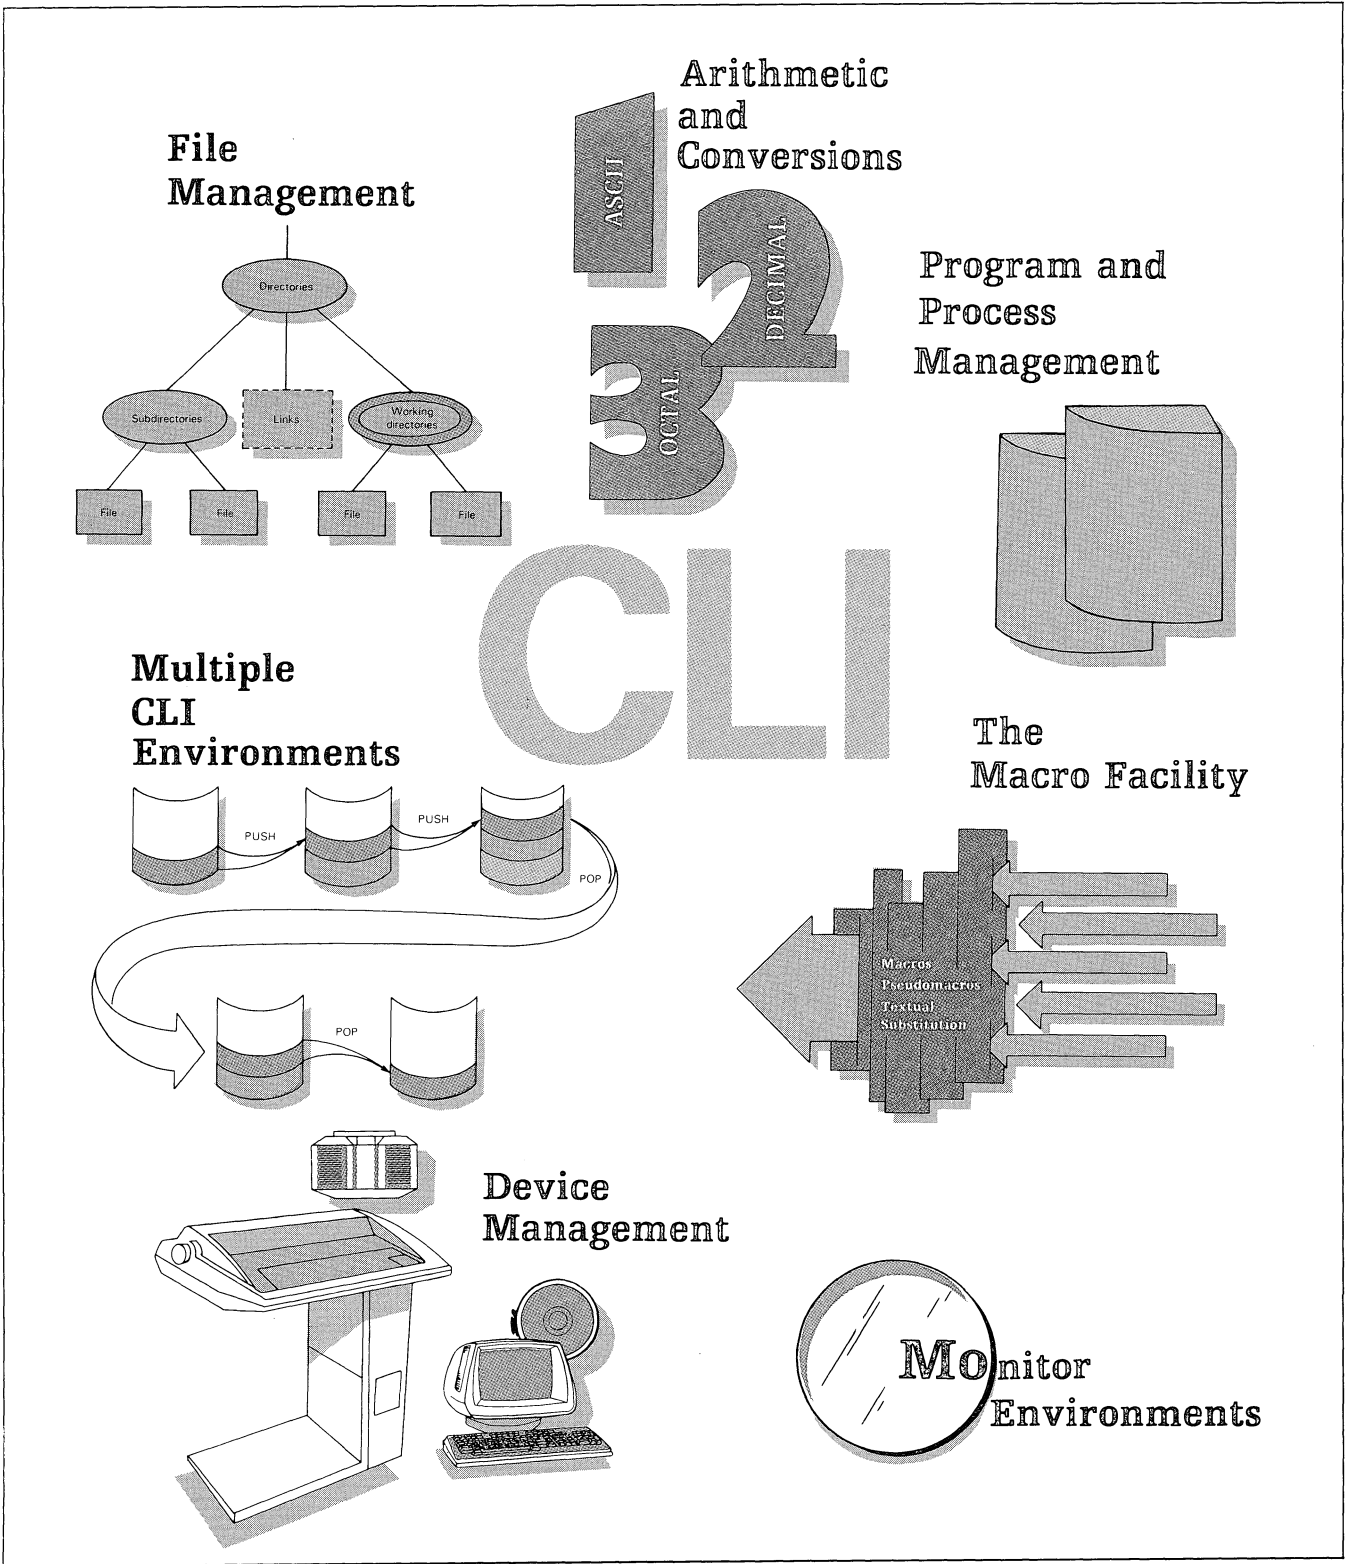 File
Management
Directories
Subdirectories
Links
Working
directories
File
File
File
File
Arithmetic
and
Conversions
ASCII
DECIMAL
OCTAL
Program and
Process
Management
CLI
Multiple
CLI
Environments
PUSH
PUSH
POP
POP
The
Macro Facility
Macros
Pseudomacros
Textual
Substitution
Device
Management
Monitor
Environments